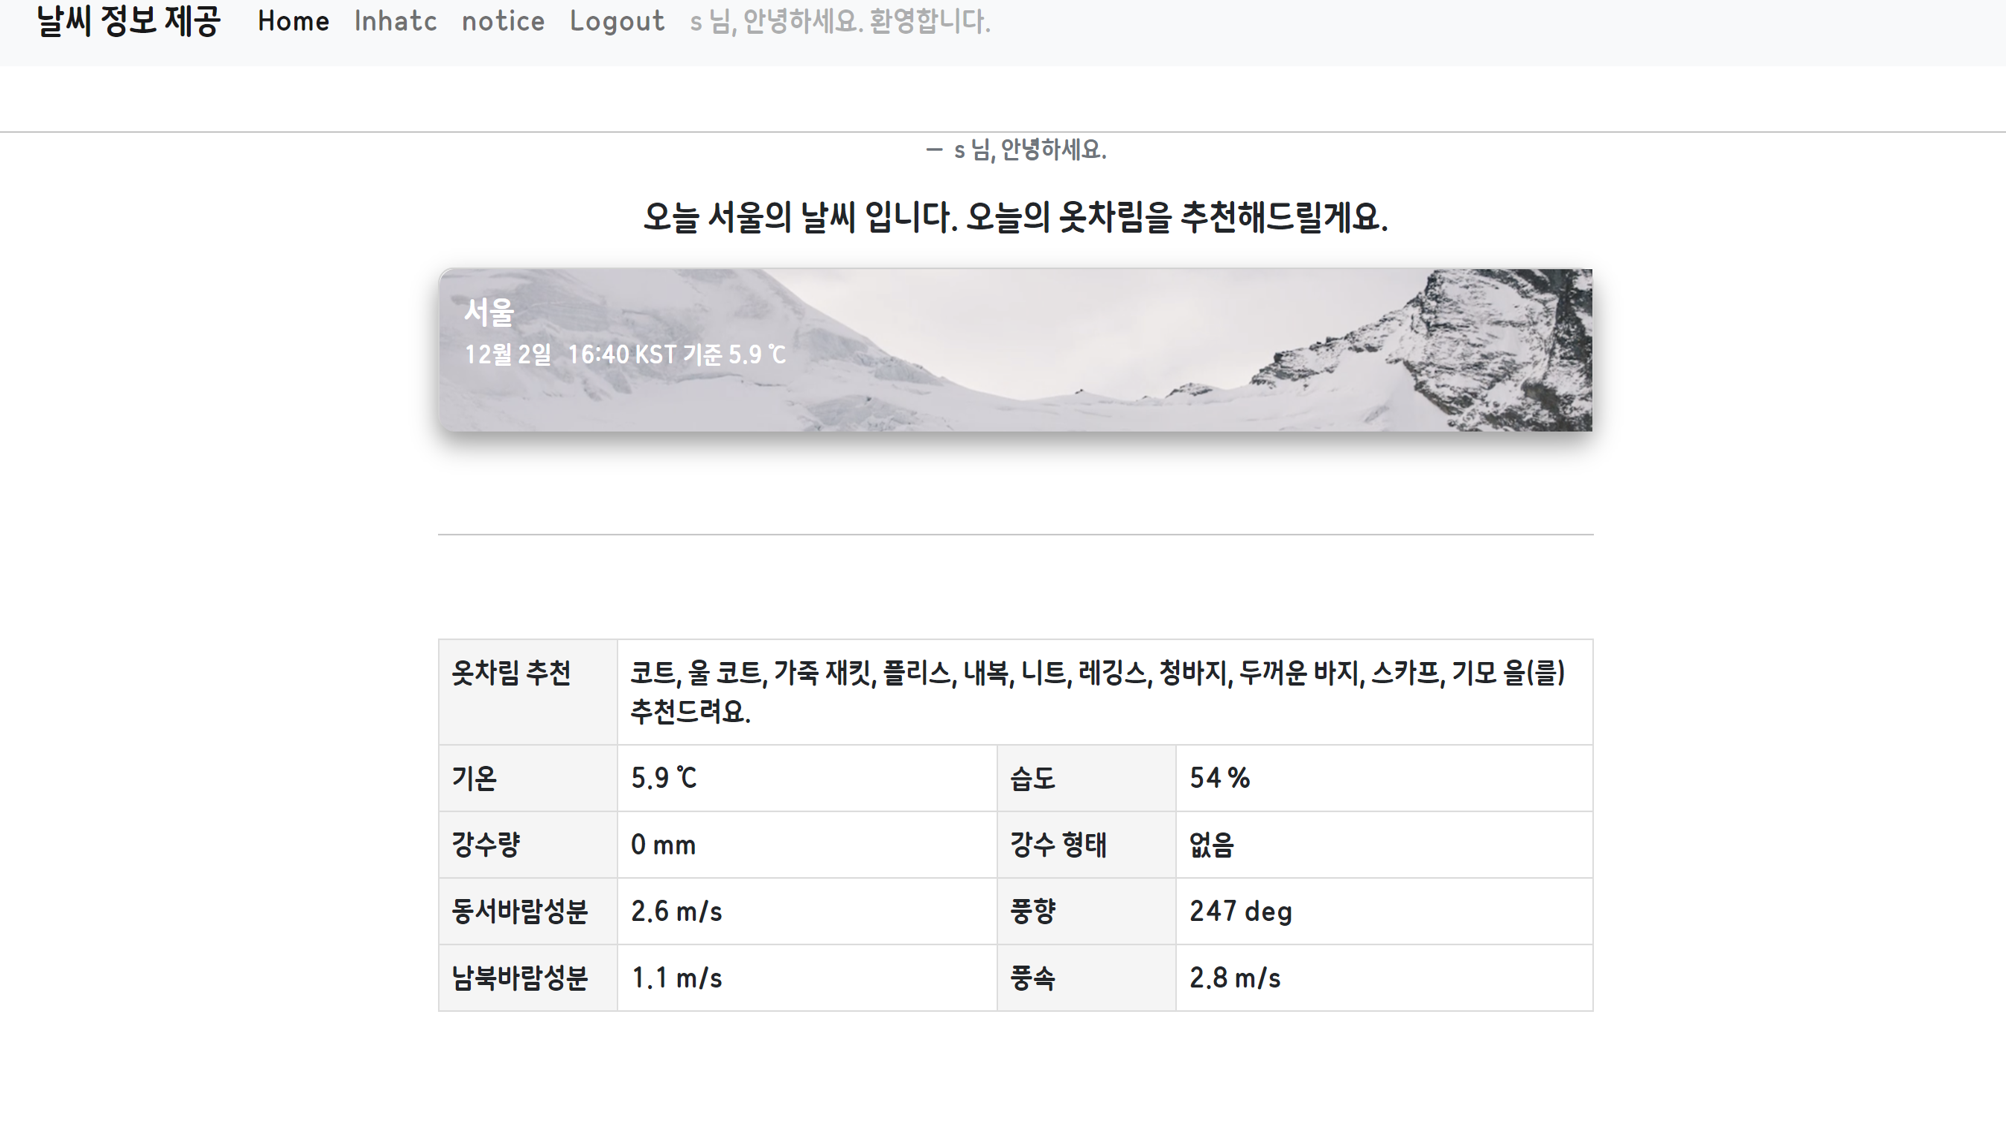 날씨 정보 제공 Home Inhatc notice Logout s 님, 안녕하세요. 환영합니다.
— s 님, 안녕하세요.
오늘 서울의 날씨 입니다. 오늘의 옷차림을 추천해드릴게요.
서울
12월 2일 16:40 KST 기준 5.9 ℃
옷차림 추천 코트, 울 코트, 가죽 재킷, 플리스, 내복, 니트, 레깅스, 청바지, 두꺼운 바지, 스카프, 기모 을(를)
추천드려요.
기온 5.9 ℃ 습도 54 %
강수량 0 mm 강수 형태 없음
동서바람성분 2.6 m/s 풍향 247 deg
남북바람성분 1.1 m/s 풍속 2.8 m/s